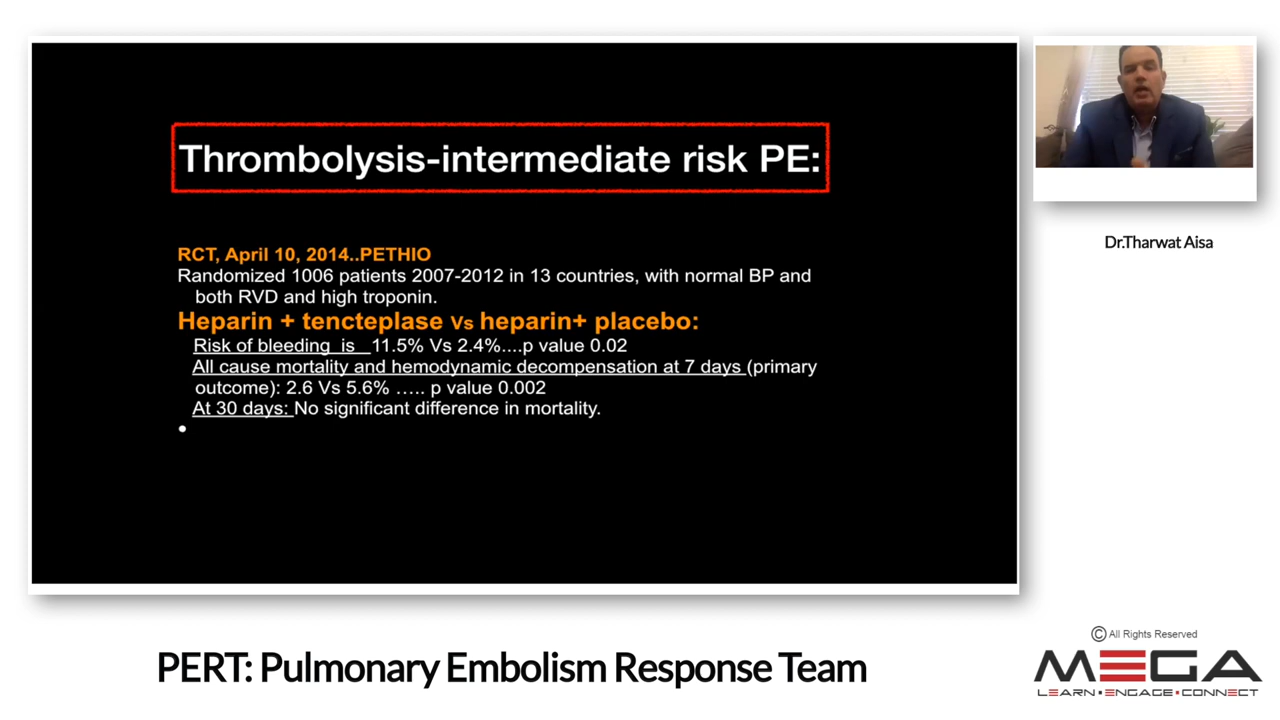 Thrombolysis-intermediate risk PE:
RCT, April 10, 2014..PETHIO
Randomized 1006 patients 2007-2012 in 13 countries, with normal BP and
both RVD and high troponin.
Heparin + tencteplase Vs heparin+ placebo:
Risk of bleeding is 11.5% Vs 2.4%....p value 0.02
All cause mortality and hemodynamic decompensation at 7 days (primary
outcome): 2.6 Vs 5.6% ….. p value 0.002
At 30 days: No significant difference in mortality.
Dr.Tharwat Aisa
PERT: Pulmonary Embolism Response Team
© All Rights Reserved
MEGA
LEARN • ENGAGE • CONNECT